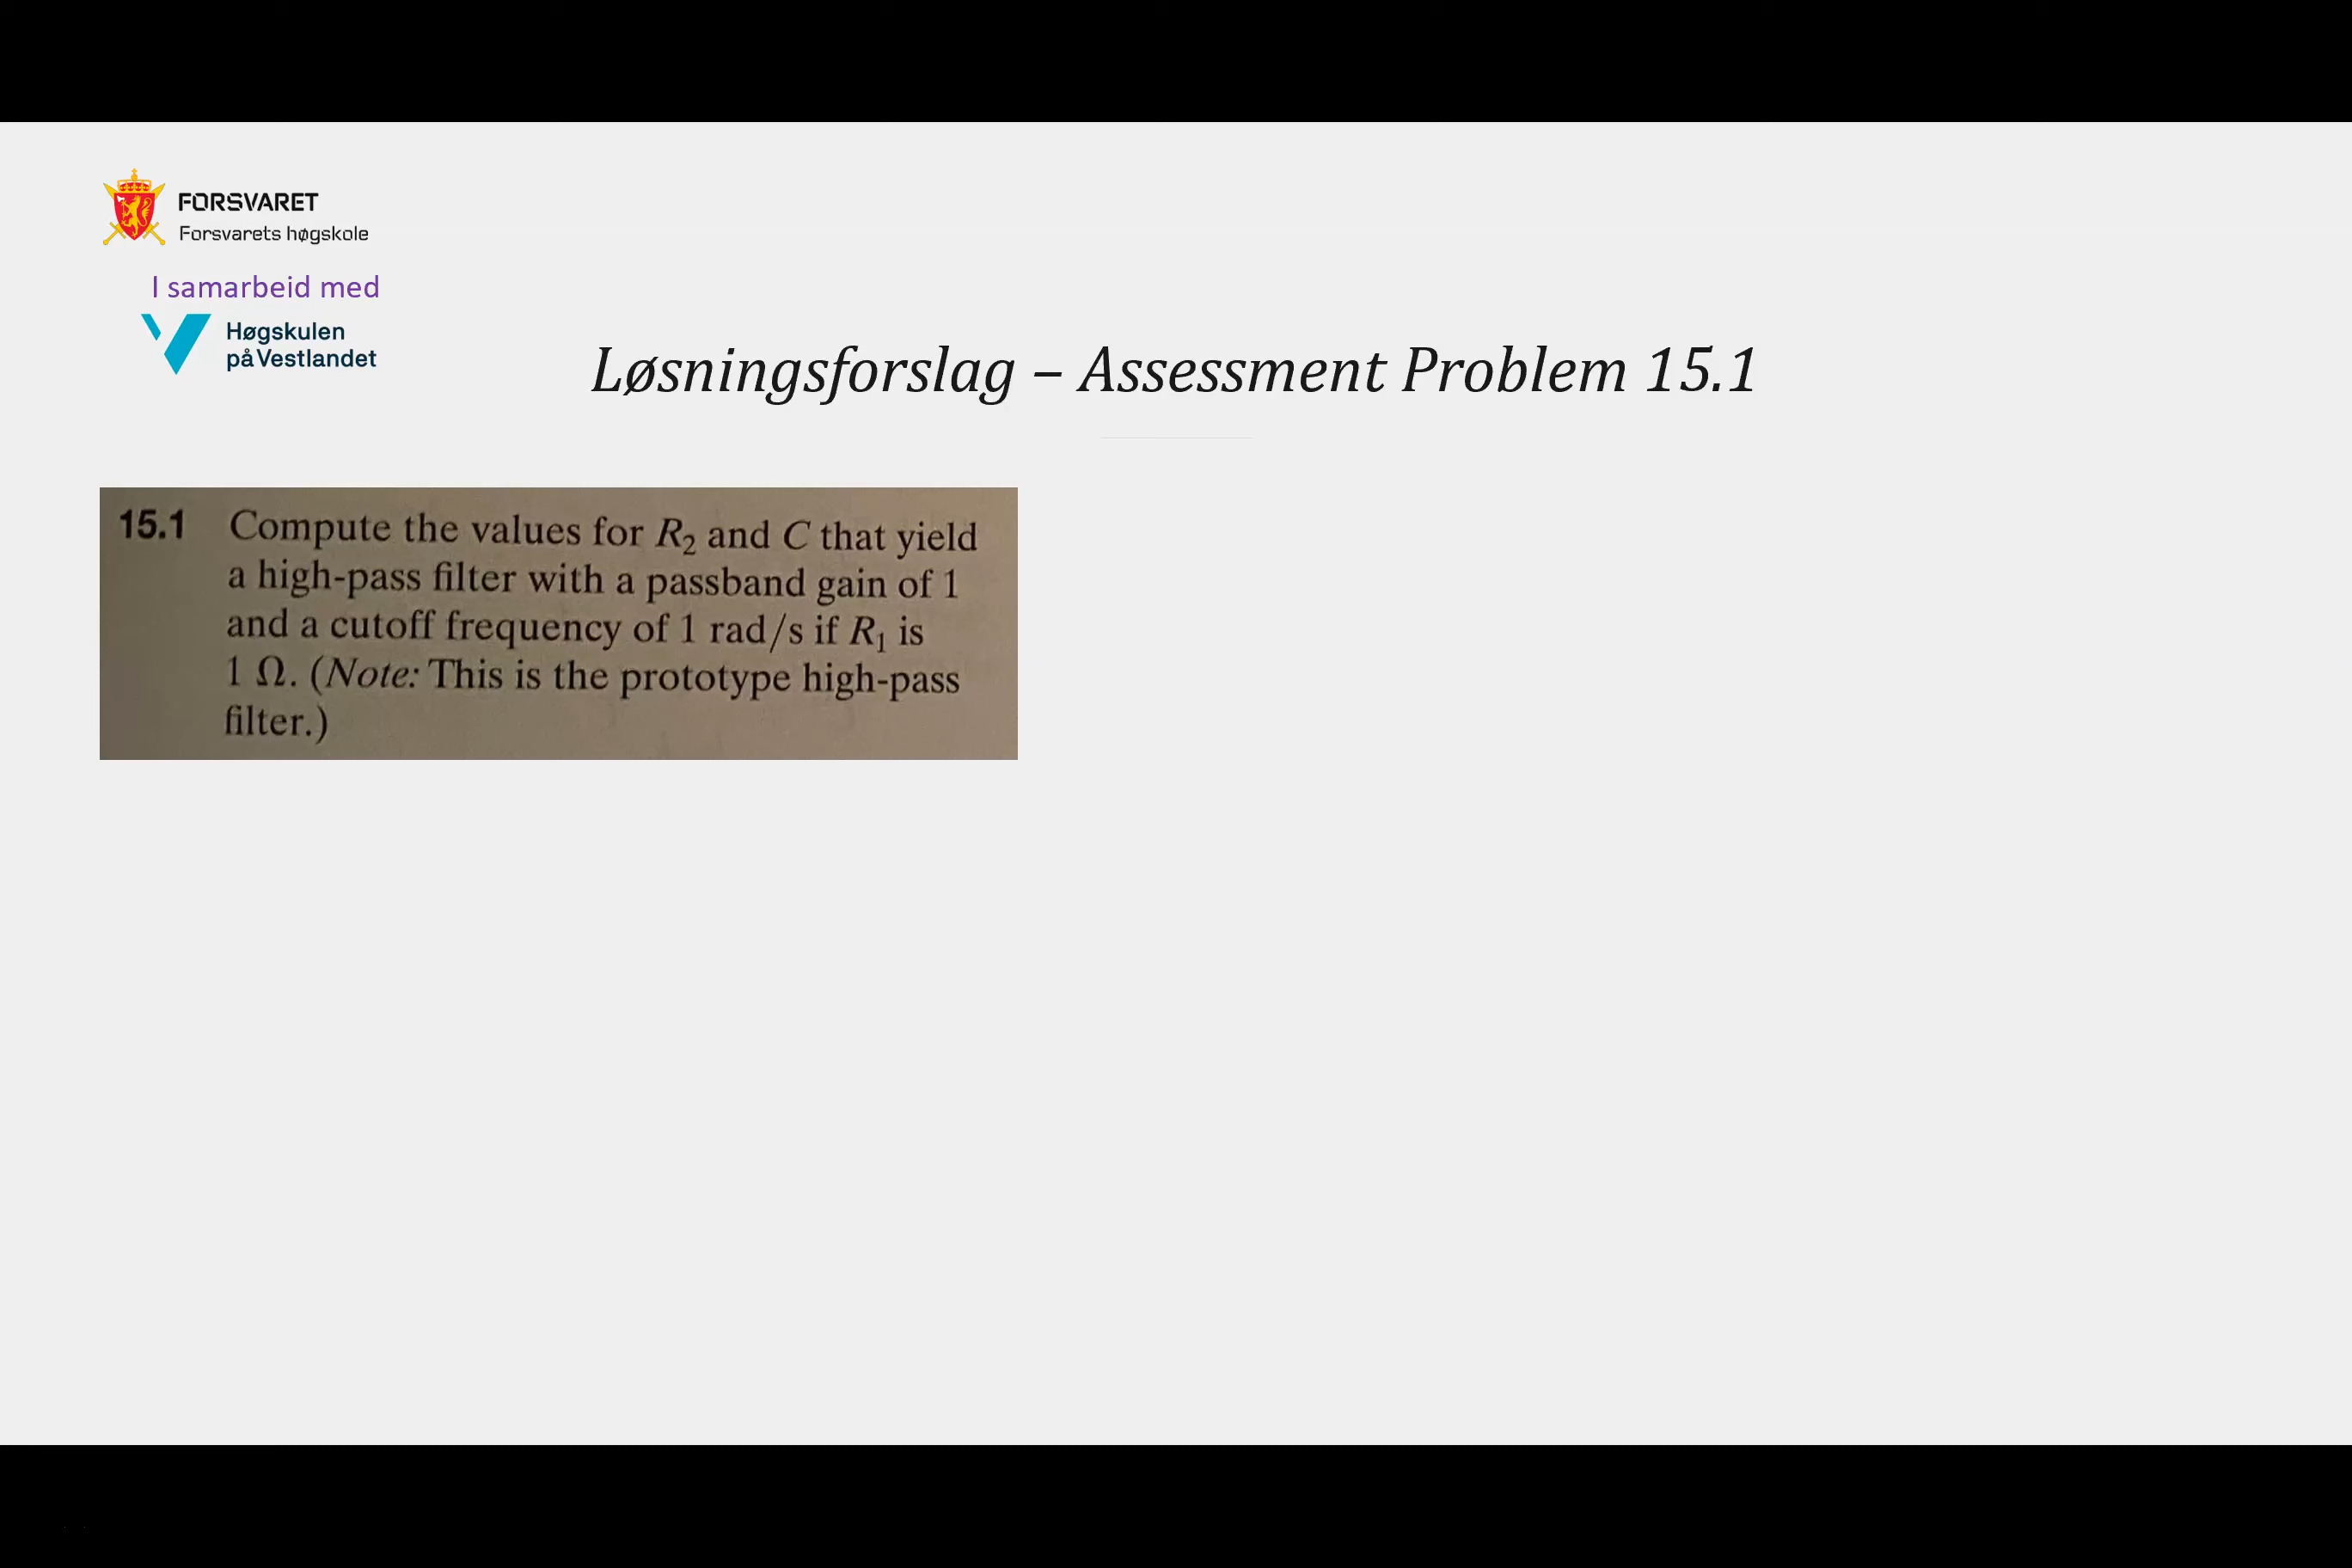 FORSVARET
Forsvarets høgskole
I samarbeid med
Høgskulen
på Vestlandet
Løsningsforslag – Assessment Problem 15.1
15.1 Compute the values for R₂ and C that yield
a high-pass filter with a passband gain of 1
and a cutoff frequency of 1 rad/s if R₁ is
1 Ω. (Note: This is the prototype high-pass
filter.)